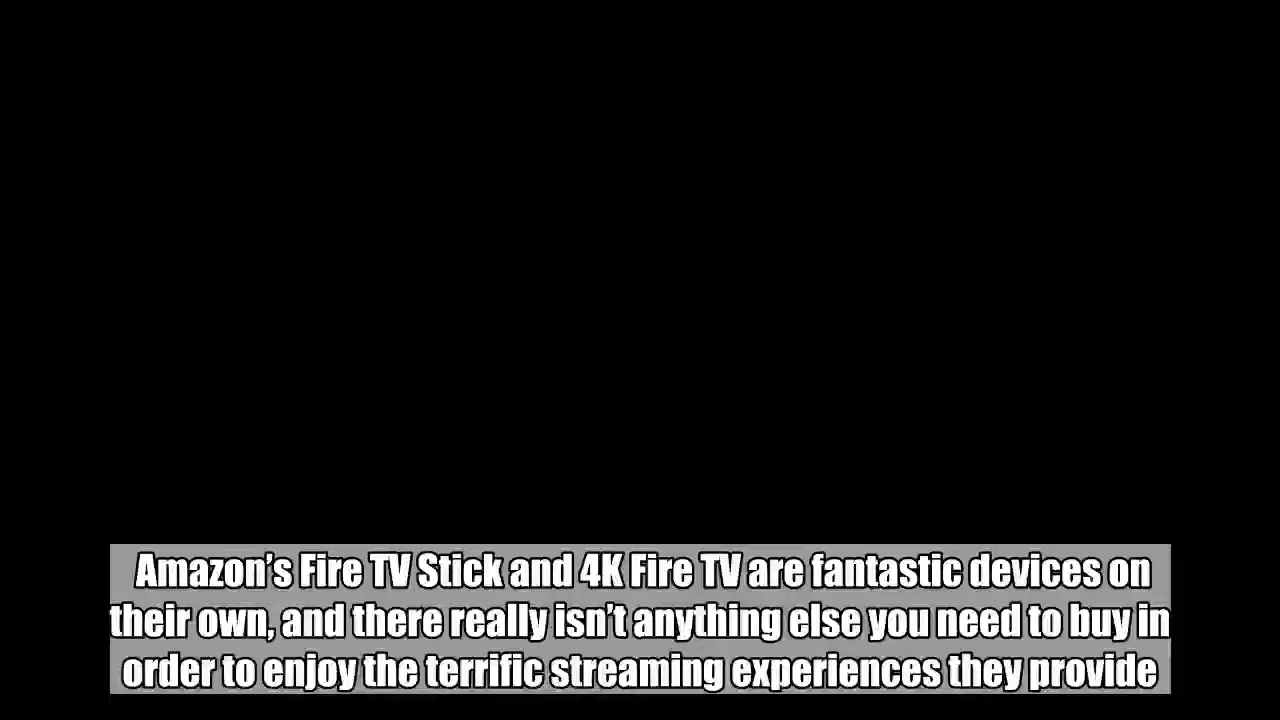 Amazon’s Fire TV Stick and 4K Fire TV are fantastic devices on
their own, and there really isn’t anything else you need to buy in
order to enjoy the terrific streaming experiences they provide